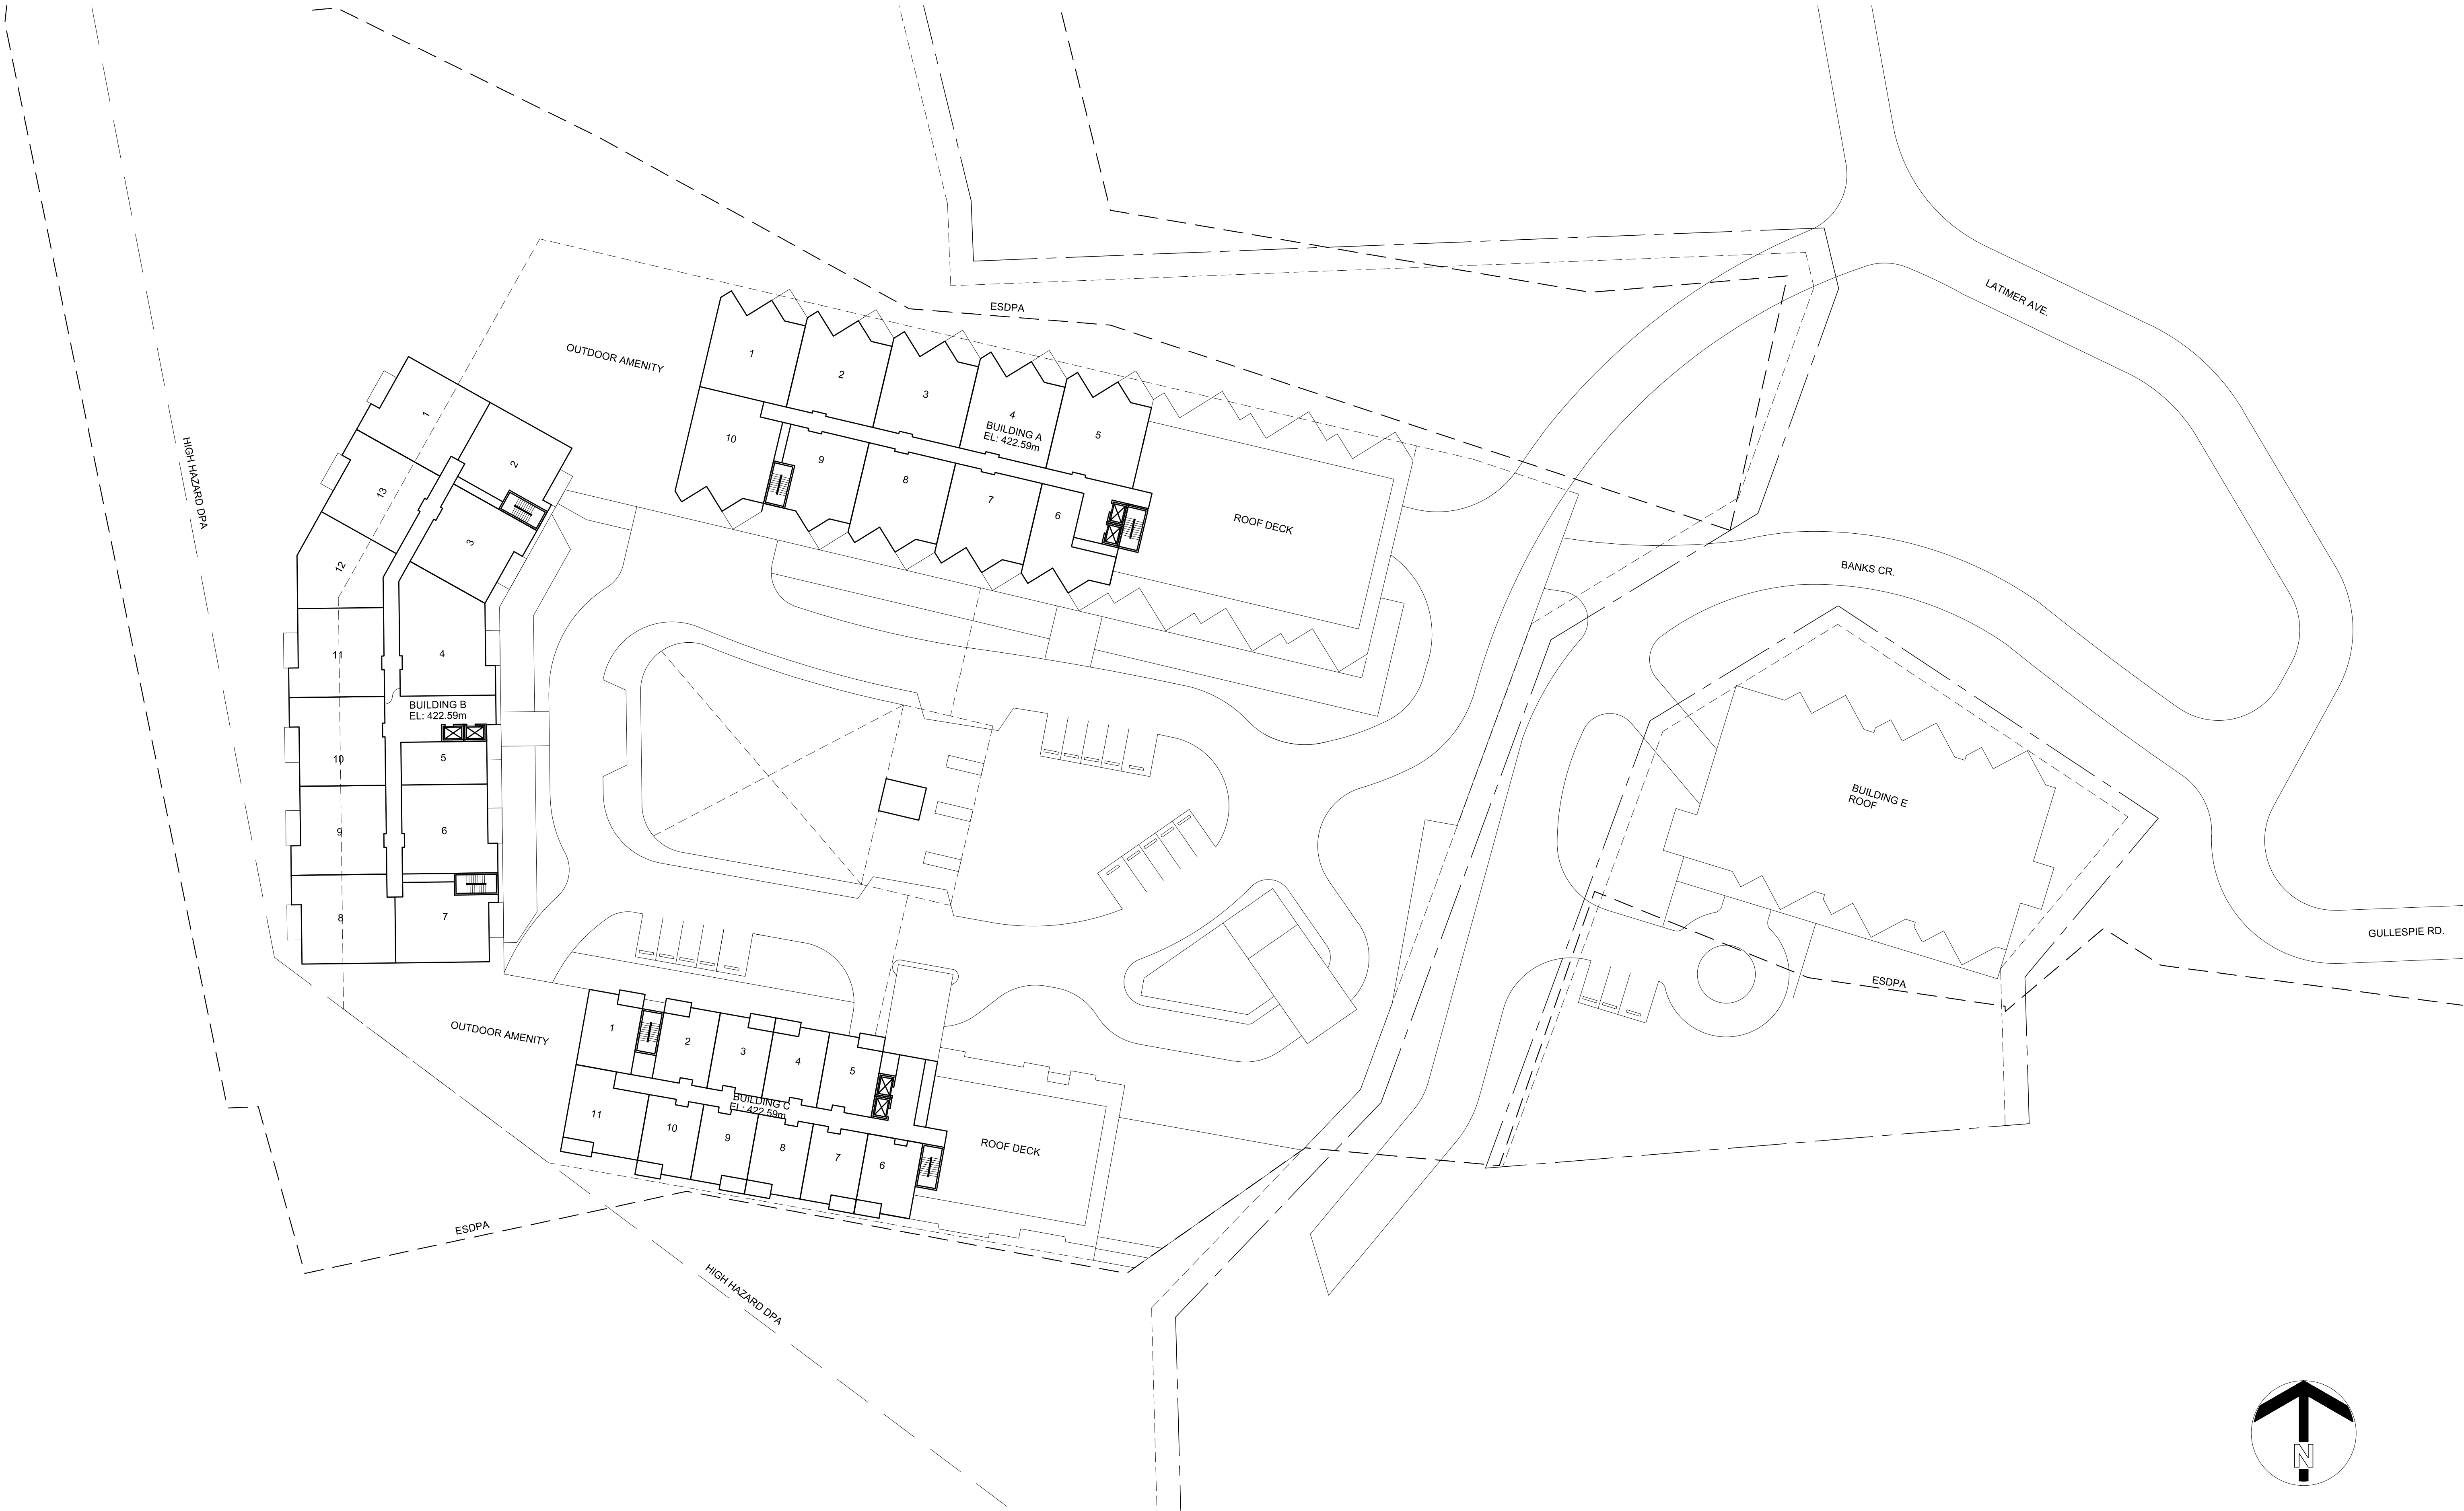 LATIMER AVE.
ESDPA
OUTDOOR AMENITY
1
2
3
4
BUILDING A
EL: 422.59m
5
10
9
8
7
6
ROOF DECK
HIGH HAZARD DPA
1
2
13
3
12
11
4
BUILDING B
EL: 422.59m
10
5
9
6
8
7
BANKS CR.
BUILDING E
ROOF
GULLESPIE RD.
ESDPA
OUTDOOR AMENITY
1
2
3
4
5
BUILDING C
EL: 422.59m
11
10
9
8
7
6
ROOF DECK
ESDPA
HIGH HAZARD DPA
N